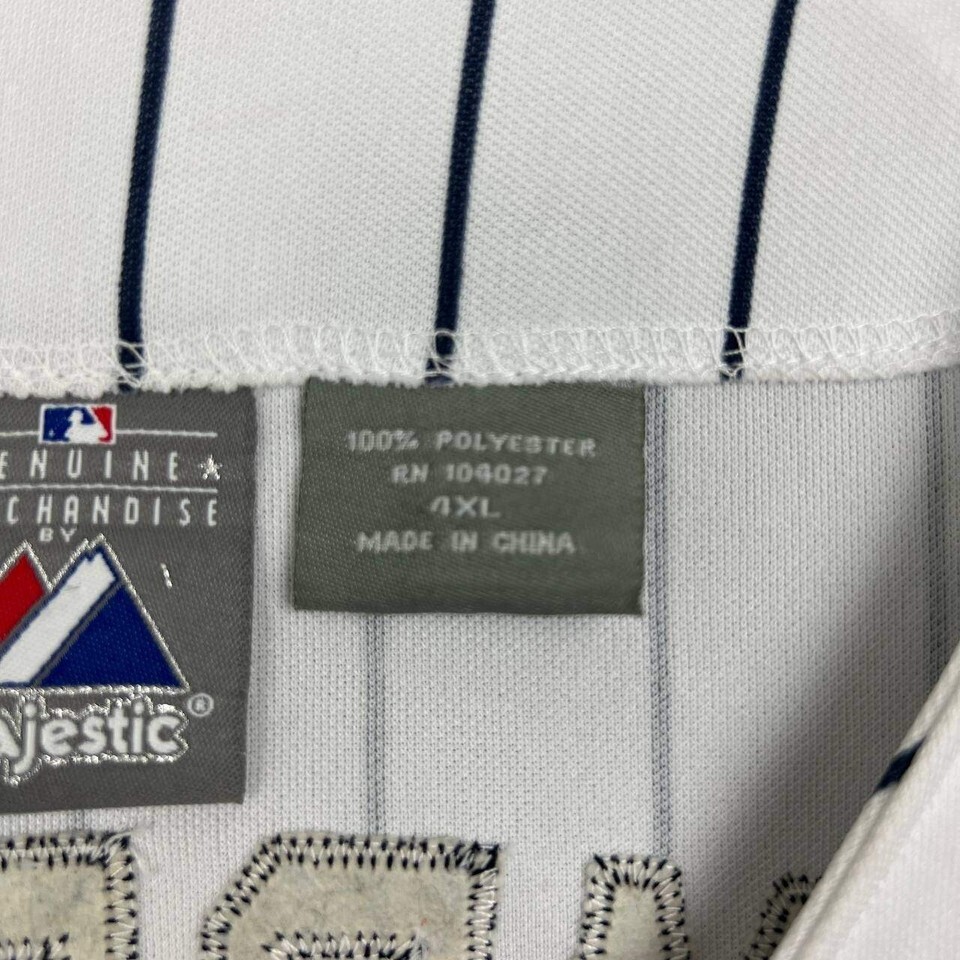 ENUINE
CHANDISE
BY
ajestic®
100% POLYESTER
RN 104027
4XL
MADE IN CHINA